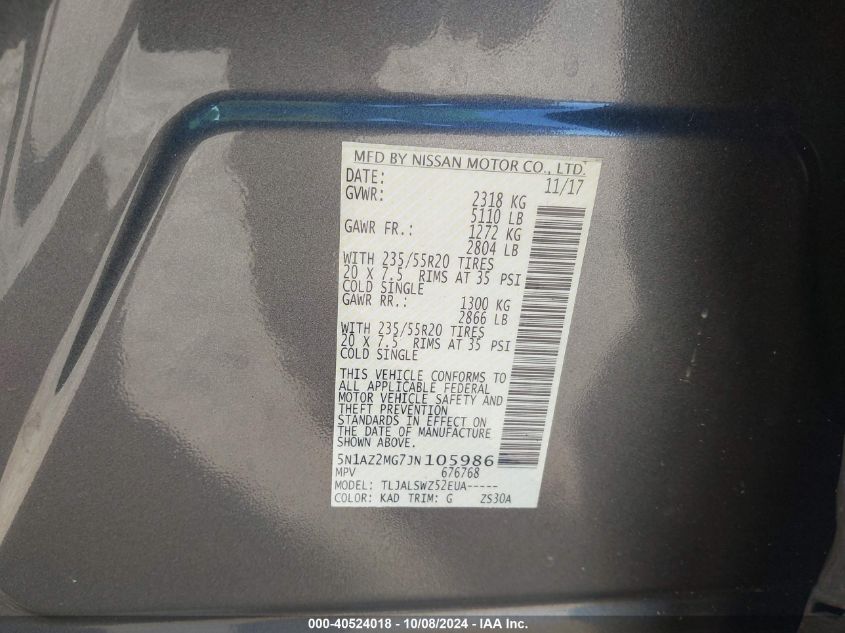 MFD BY NISSAN MOTOR CO., LTD.
DATE: 11/17
GVWR: 2318 KG
5110 LB
GAWR FR.: 1272 KG
2804 LB
WITH 235/55R20 TIRES
20 X 7.5 RIMS AT 35 PSI
COLD SINGLE
GAWR RR.: 1300 KG
2866 LB
WITH 235/55R20 TIRES
20 X 7.5 RIMS AT 35 PSI
COLD SINGLE
THIS VEHICLE CONFORMS TO
ALL APPLICABLE FEDERAL
MOTOR VEHICLE SAFETY AND
THEFT PREVENTION
STANDARDS IN EFFECT ON
THE DATE OF MANUFACTURE
SHOWN ABOVE.
5N1AZ2MG7JN105986
MPV 676768
MODEL: TLJALSWZ52EUA-----
COLOR: KAD TRIM: G ZS30A
000-40524018 - 10/08/2024 - IAA Inc.